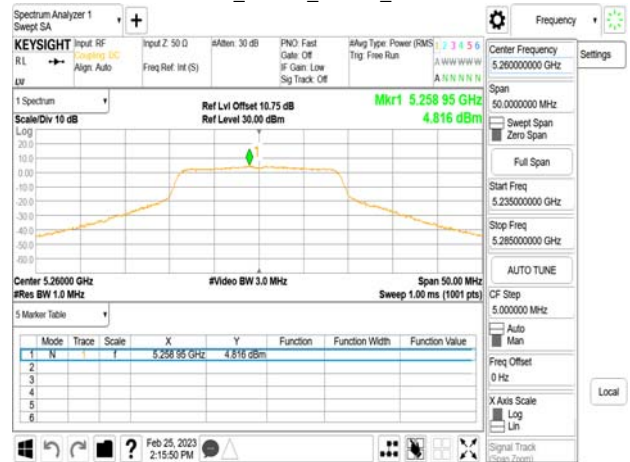 Spectrum Analyzer 1
Swept SA
Frequency
KEYSIGHT
RL
Input: RF
Coupling: DC
Align: Auto
Input Z: 50 Ω
Freq Ref: Int (S)
#Atten: 30 dB
PNO: Fast
Gate: Off
IF Gain: Low
Sig Track: Off
#Avg Type: Power (RMS
Trig: Free Run
1 2 3 4 5 6
A W W W W W
A N N N N N
1 Spectrum
Scale/Div 10 dB
Log
Ref Lvl Offset 10.75 dB
Ref Level 30.00 dBm
Mkr1 5.258 95 GHz
4.816 dBm
20.0
10.0
0.00
-10.0
-20.0
-30.0
-40.0
-50.0
-60.0
1
Center 5.26000 GHz
#Video BW 3.0 MHz
Span 50.00 MHz
#Res BW 1.0 MHz
Sweep 1.00 ms (1001 pts)
5 Marker Table
Mode Trace Scale X Y Function Function Width Function Value
1 N 1 f 5.258 95 GHz 4.816 dBm
2
3
4
5
6
Feb 25, 2023
2:15:50 PM
Center Frequency
5.260000000 GHz
Settings
Span
50.0000000 MHz
Swept Span
Zero Span
Full Span
Start Freq
5.235000000 GHz
Stop Freq
5.285000000 GHz
AUTO TUNE
CF Step
5.000000 MHz
Auto
Man
Freq Offset
0 Hz
X Axis Scale
Log
Lin
Local
Signal Track
(Span Zoom)